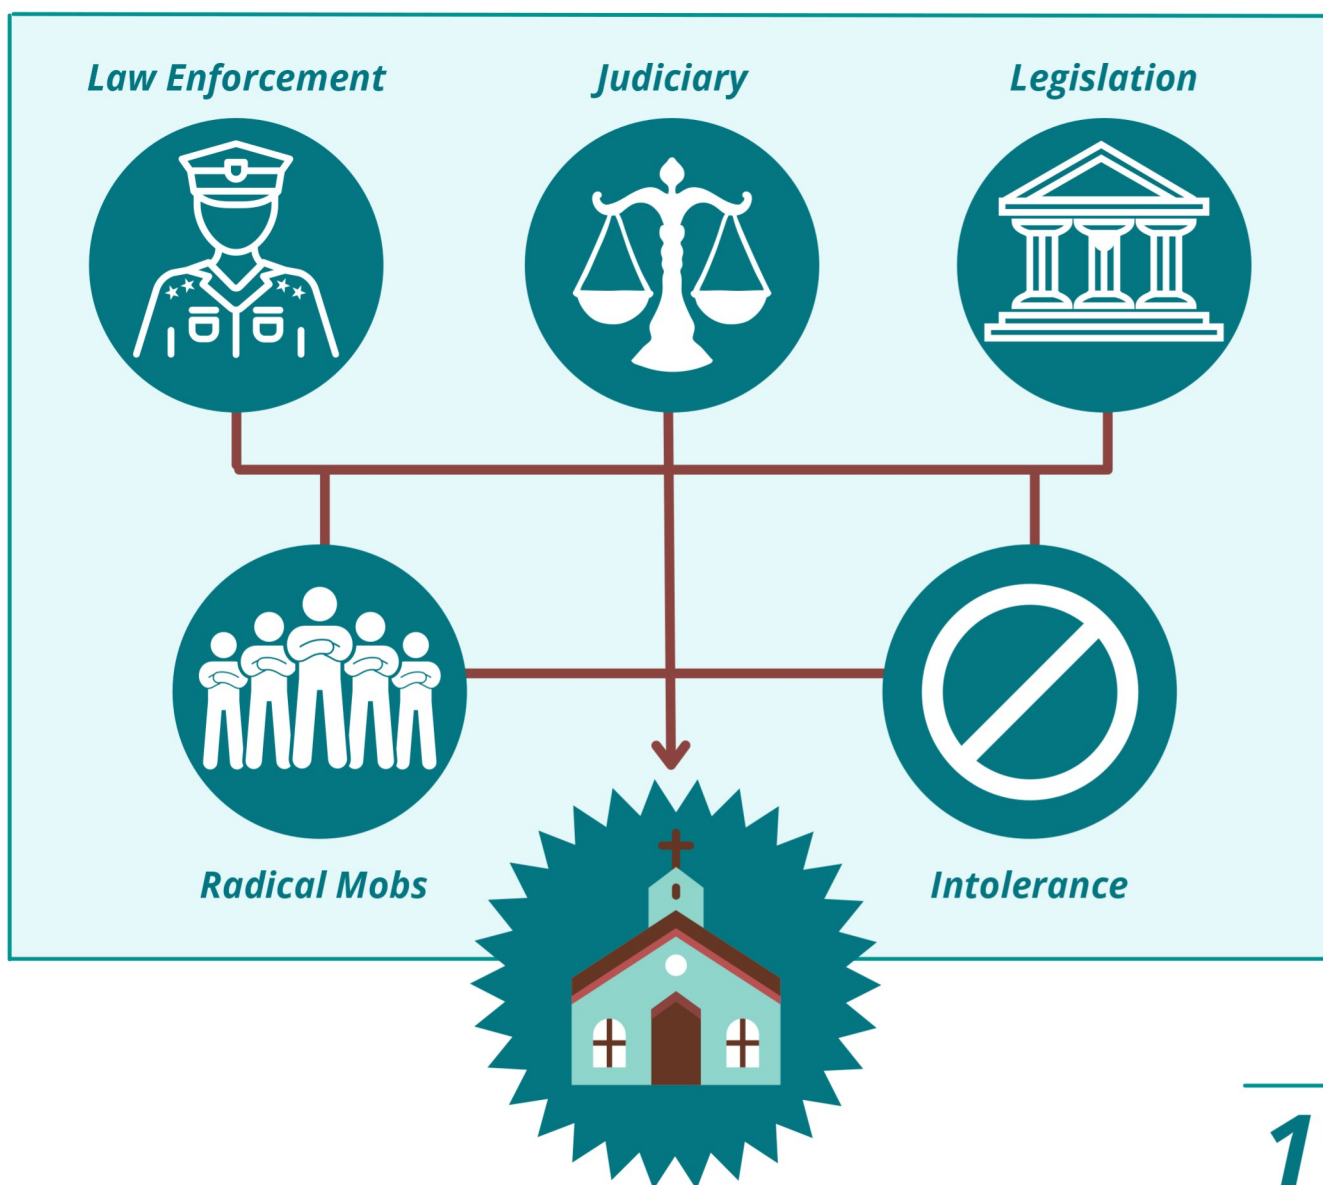 Law Enforcement
Judiciary
Legislation
Radical Mobs
Intolerance
1